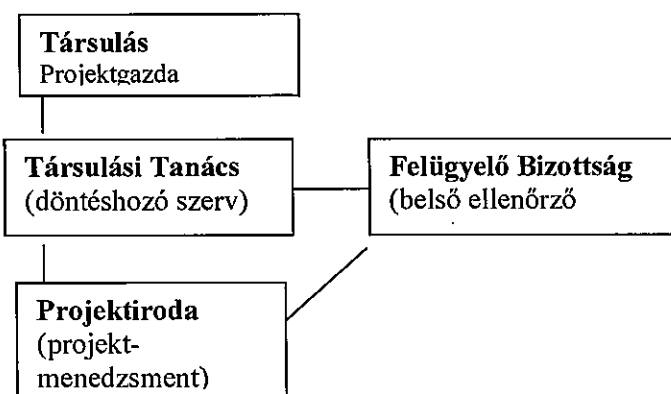 Társulás
Projektgazda
Társulási Tanács
(döntéshozó szerv)
Felügyelő Bizottság
(belső ellenőrző
Projektiroda
(projekt-
menedzsment)